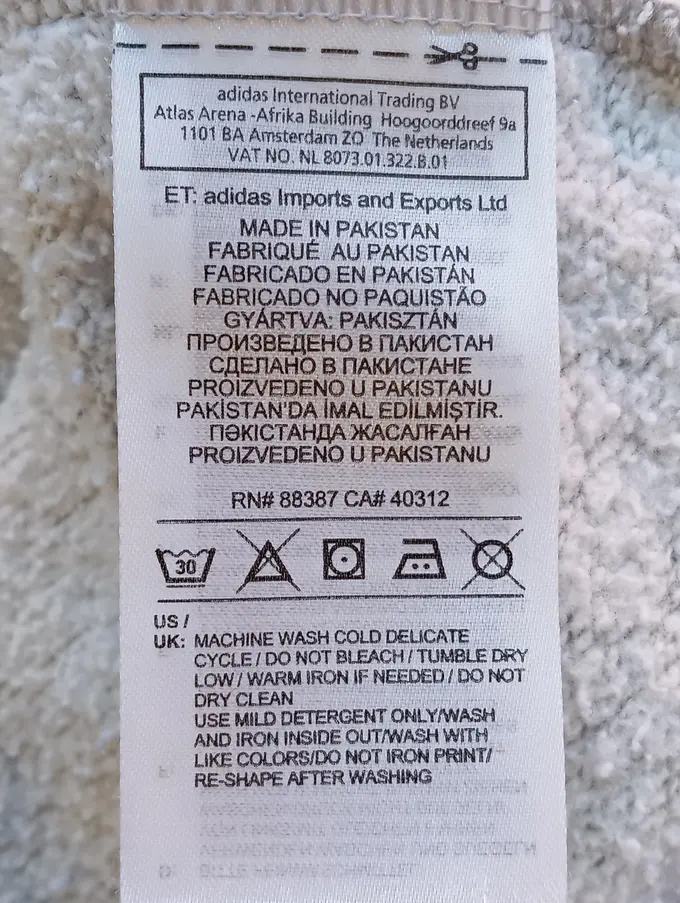 adidas International Trading BV
Atlas Arena -Afrika Building Hoogoorddreef 9a
1101 BA Amsterdam ZO The Netherlands
VAT NO. NL 8073.01.322.B.01
ET: adidas Imports and Exports Ltd
MADE IN PAKISTAN
FABRIQUÉ AU PAKISTAN
FABRICADO EN PAKISTÁN
FABRICADO NO PAQUISTÃO
GYÁRTVA: PAKISZTÁN
ПРОИЗВЕДЕНО В ПАКИСТАН
СДЕЛАНО В ПАКИСТАНЕ
PROIZVEDENO U PAKISTANU
PAKİSTAN'DA İMAL EDİLMİŞTİR.
ПӘКІСТАНДА ЖАСАЛҒАН
PROIZVEDENO U PAKISTANU
RN# 88387 CA# 40312
30
US /
UK: MACHINE WASH COLD DELICATE
CYCLE / DO NOT BLEACH / TUMBLE DRY
LOW / WARM IRON IF NEEDED / DO NOT
DRY CLEAN
USE MILD DETERGENT ONLY/WASH
AND IRON INSIDE OUT/WASH WITH
LIKE COLORS/DO NOT IRON PRINT/
RE-SHAPE AFTER WASHING